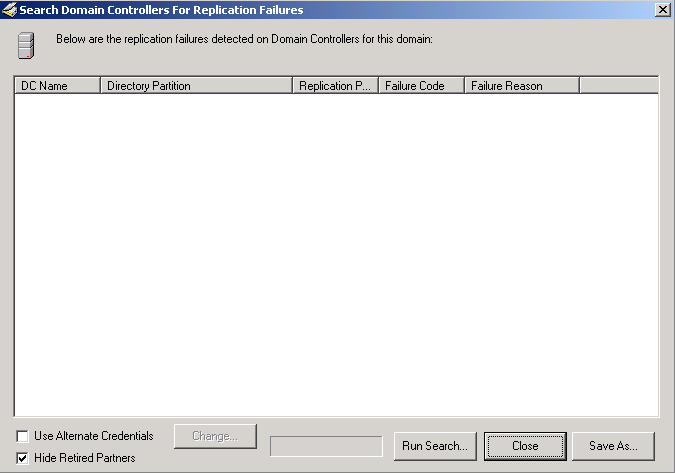 Search Domain Controllers For Replication Failures
Below are the replication failures detected on Domain Controllers for this domain:
DC Name Directory Partition Replication P... Failure Code Failure Reason
Use Alternate Credentials Change...
Hide Retired Partners Run Search... Close Save As...